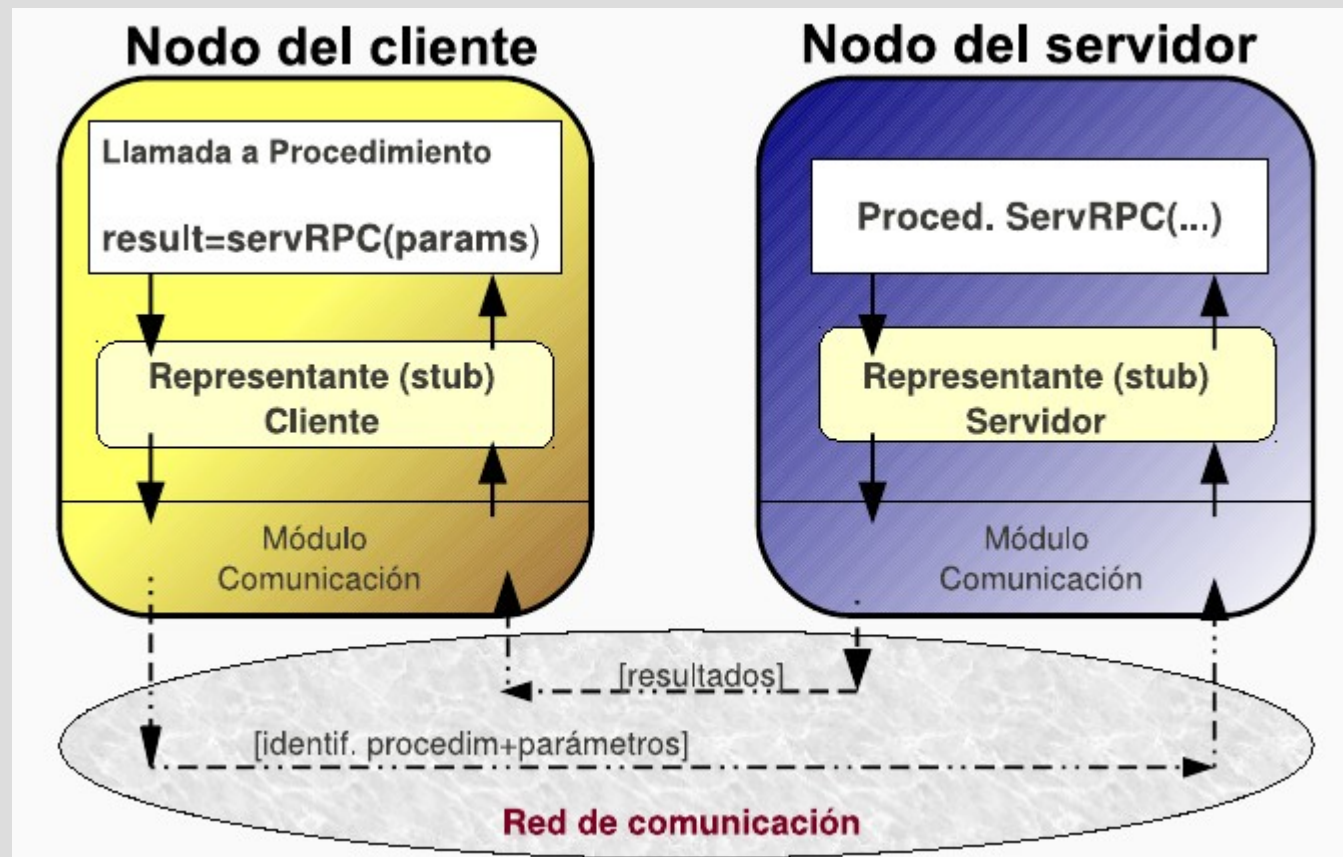 Nodo del cliente
Nodo del servidor
Llamada a Procedimiento
result=servRPC(params)
Representante (stub)
Cliente
Módulo
Comunicación
Proced. ServRPC(...)
Representante (stub)
Servidor
Módulo
Comunicación
[resultados]
[identif. procedim+parámetros]
Red de comunicación